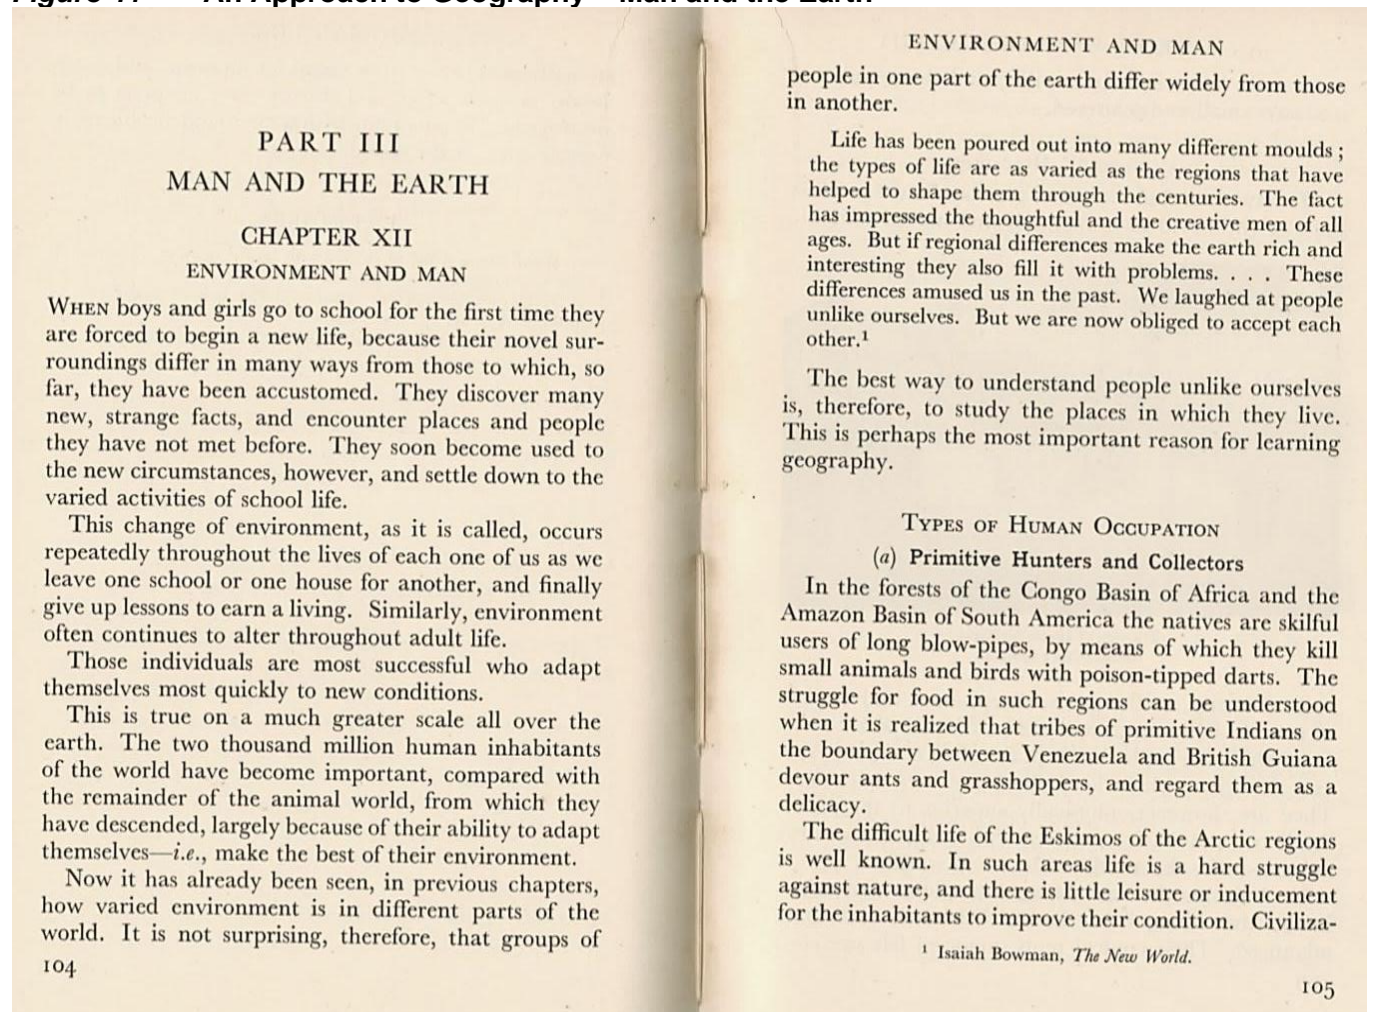 PART III
MAN AND THE EARTH
CHAPTER XII
ENVIRONMENT AND MAN
WHEN boys and girls go to school for the first time they
are forced to begin a new life, because their novel sur-
roundings differ in many ways from those to which, so
far, they have been accustomed. They discover many
new, strange facts, and encounter places and people
they have not met before. They soon become used to
the new circumstances, however, and settle down to the
varied activities of school life.
This change of environment, as it is called, occurs
repeatedly throughout the lives of each one of us as we
leave one school or one house for another, and finally
give up lessons to earn a living. Similarly, environment
often continues to alter throughout adult life.
Those individuals are most successful who adapt
themselves most quickly to new conditions.
This is true on a much greater scale all over the
earth. The two thousand million human inhabitants
of the world have become important, compared with
the remainder of the animal world, from which they
have descended, largely because of their ability to adapt
themselves—i.e., make the best of their environment.
Now it has already been seen, in previous chapters,
how varied environment is in different parts of the
world. It is not surprising, therefore, that groups of
104
ENVIRONMENT AND MAN
people in one part of the earth differ widely from those
in another.
Life has been poured out into many different moulds ;
the types of life are as varied as the regions that have
helped to shape them through the centuries. The fact
has impressed the thoughtful and the creative men of all
ages. But if regional differences make the earth rich and
interesting they also fill it with problems. . . . These
differences amused us in the past. We laughed at people
unlike ourselves. But we are now obliged to accept each
other.¹
The best way to understand people unlike ourselves
is, therefore, to study the places in which they live.
This is perhaps the most important reason for learning
geography.
TYPES OF HUMAN OCCUPATION
(a) Primitive Hunters and Collectors
In the forests of the Congo Basin of Africa and the
Amazon Basin of South America the natives are skilful
users of long blow-pipes, by means of which they kill
small animals and birds with poison-tipped darts. The
struggle for food in such regions can be understood
when it is realized that tribes of primitive Indians on
the boundary between Venezuela and British Guiana
devour ants and grasshoppers, and regard them as a
delicacy.
The difficult life of the Eskimos of the Arctic regions
is well known. In such areas life is a hard struggle
against nature, and there is little leisure or inducement
for the inhabitants to improve their condition. Civiliza-
¹ Isaiah Bowman, The New World.
105